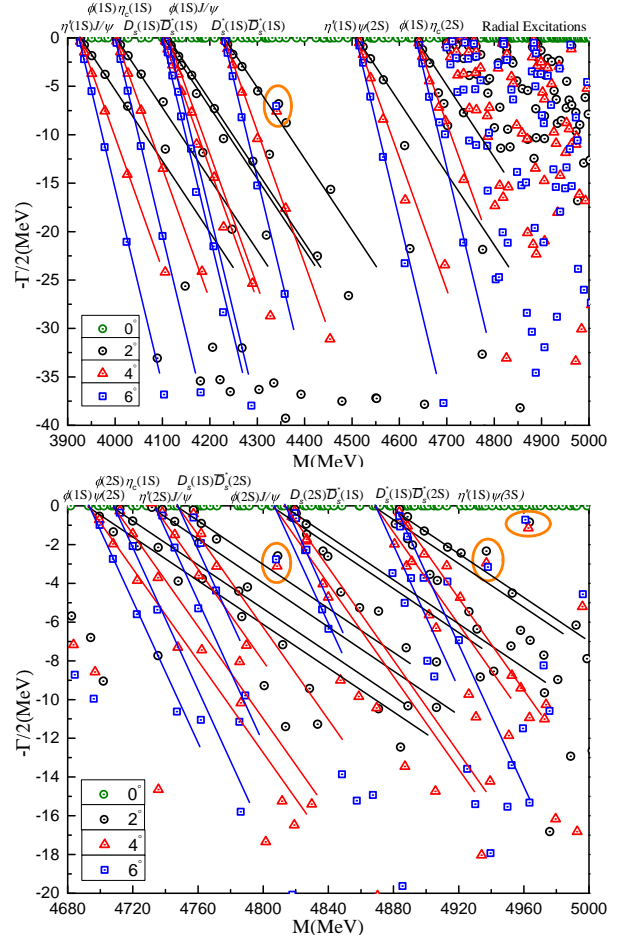 ϕ(1S)η_c(1S) ϕ(1S)J/ψ
η'(1S)J/ψ D_s(1S)D̅_s^*(1S) D_s^*(1S)D̅_s^*(1S) η'(1S)ψ(2S) ϕ(1S)η_c(2S) Radial Excitations
0
-5
-10
-15
-20
-25
-30
-35
-40
-Γ/2(MeV)
0°
2°
4°
6°
3900 4000 4100 4200 4300 4400 4500 4600 4700 4800 4900 5000
M(MeV)
ϕ(2S)η_c(1S) D_s(1S)D̅_s^*(2S)
ϕ(1S)ψ(2S) η'(2S)J/ψ ϕ(2S)J/ψ D_s(2S)D̅_s^*(1S) D_s^*(1S)D̅_s^*(2S) η'(1S)ψ(3S)
0
-2
-4
-6
-8
-10
-12
-14
-16
-18
-20
-Γ/2(MeV)
0°
2°
4°
6°
4680 4720 4760 4800 4840 4880 4920 4960 5000
M(MeV)